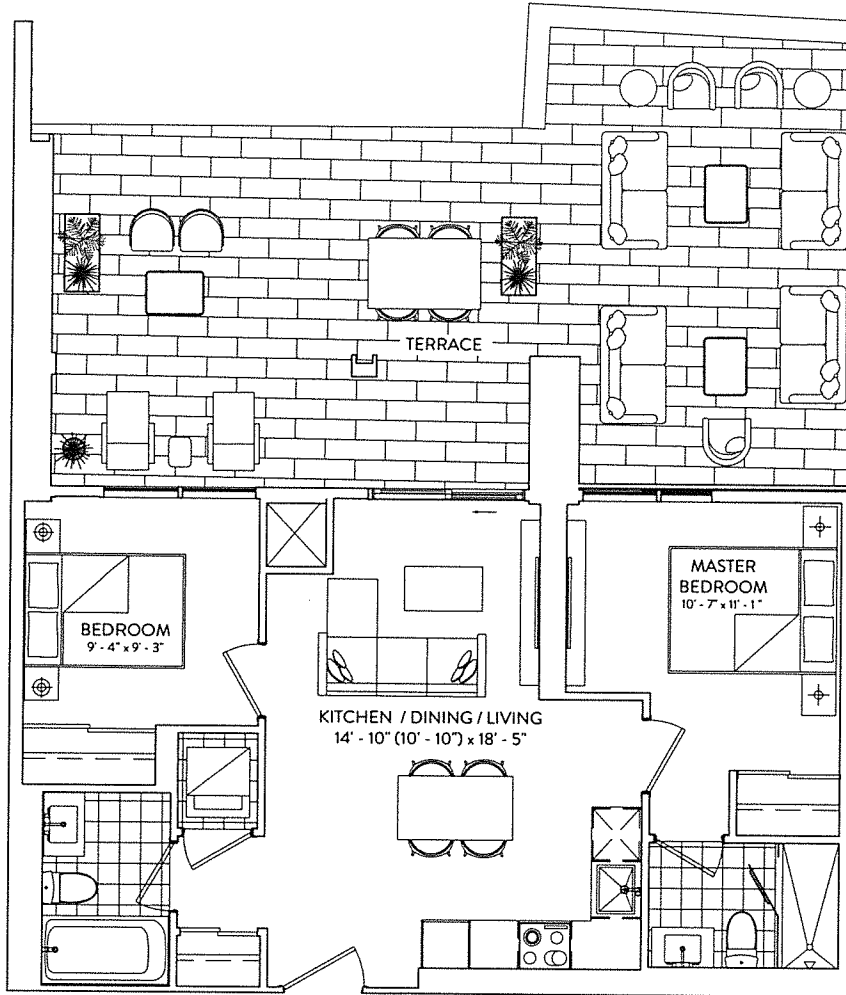 TERRACE
MASTER
BEDROOM
10' - 7" x 11' - 1"
BEDROOM
9' - 4" x 9' - 3"
KITCHEN / DINING / LIVING
14' - 10" (10' - 10") x 18' - 5"